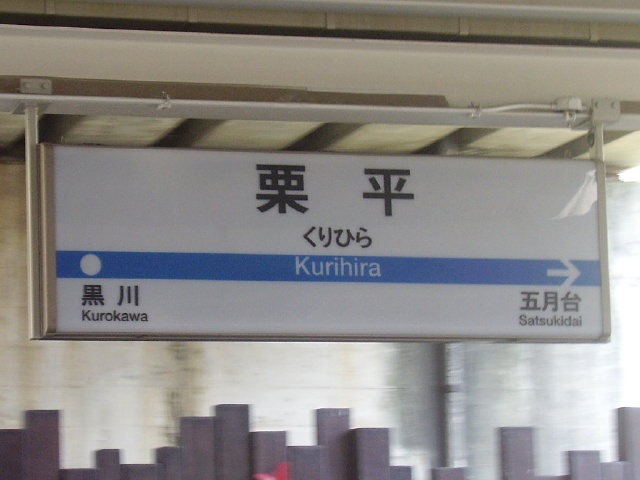 栗平
くりひら
Kurihira
黒川
Kurokawa
五月台
Satsukidai